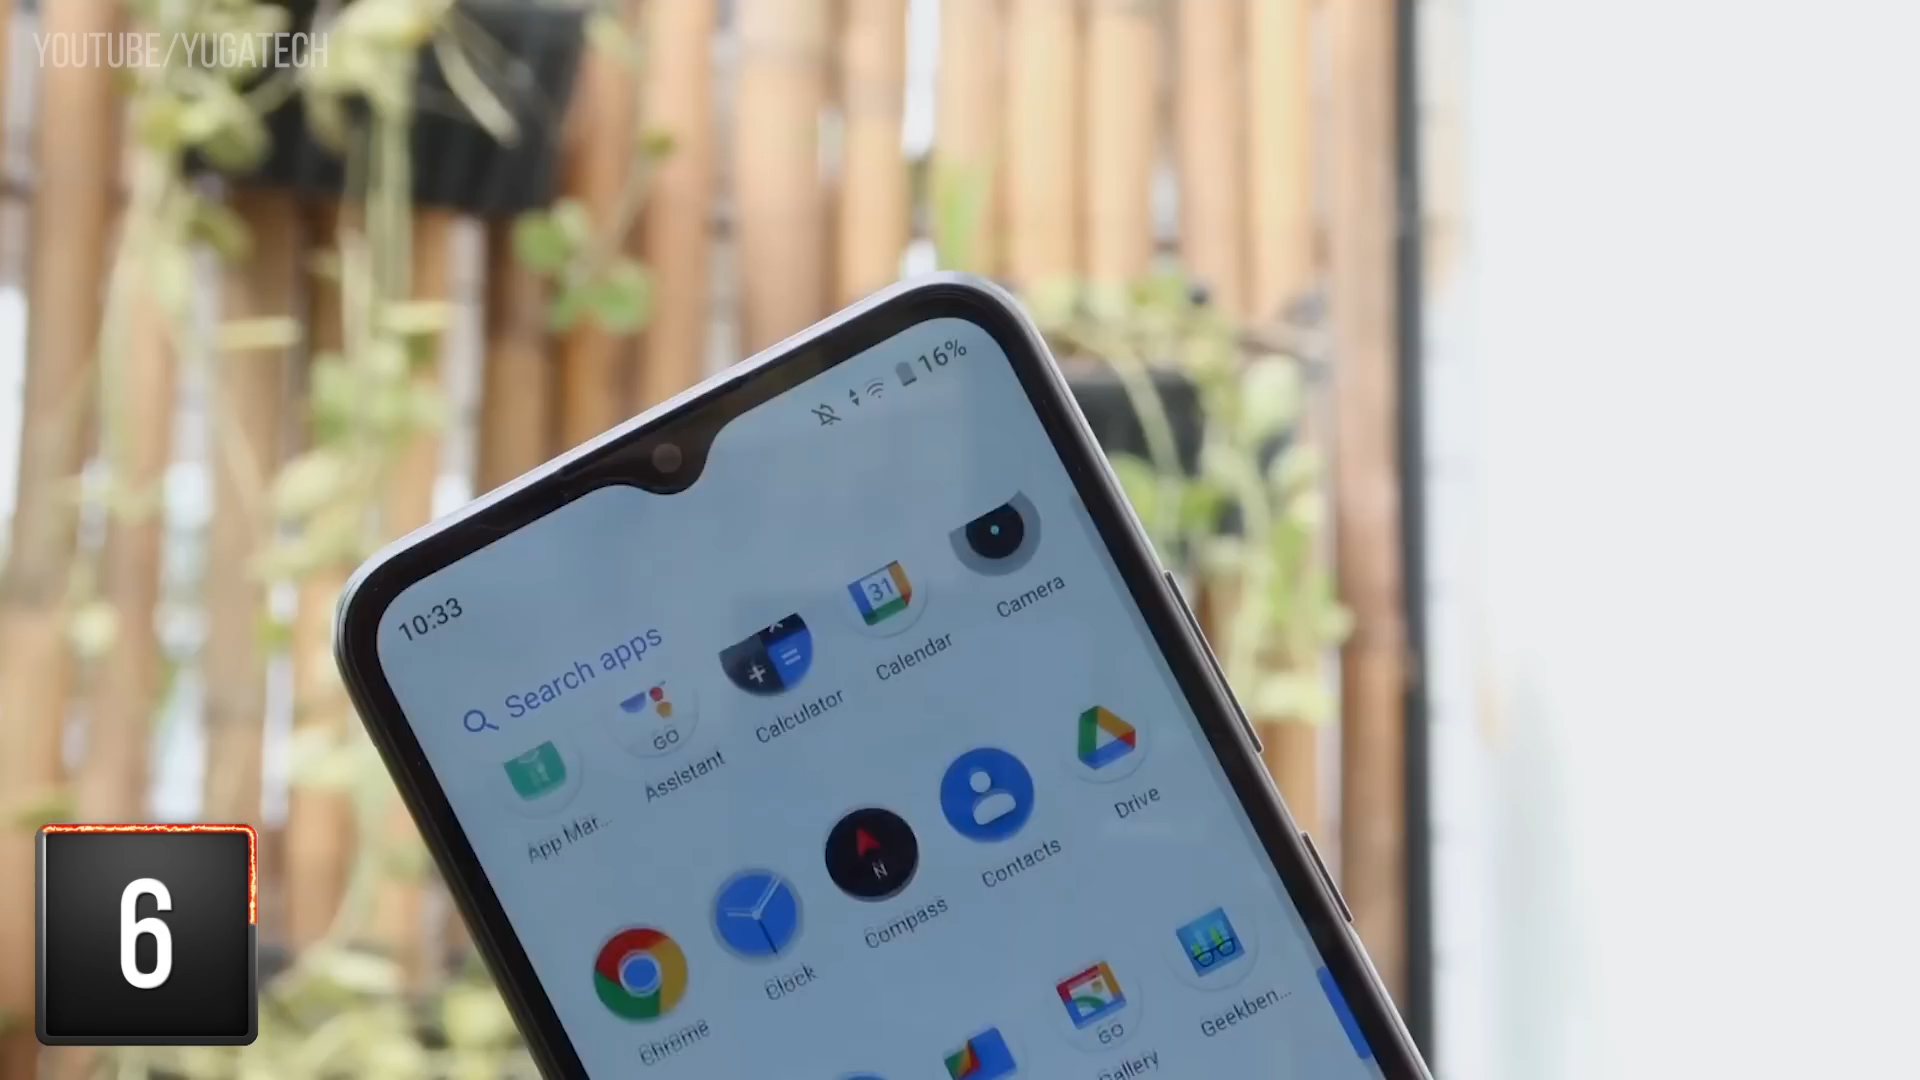 YOUTUBE/YUGATECH
16%
10:33
Search apps
31
Camera
Calendar
Calculator
GO
Assistant
App Mar...
Drive
Contacts
N
Compass
Clock
Chrome
Geekben...
GO
Gallery
6